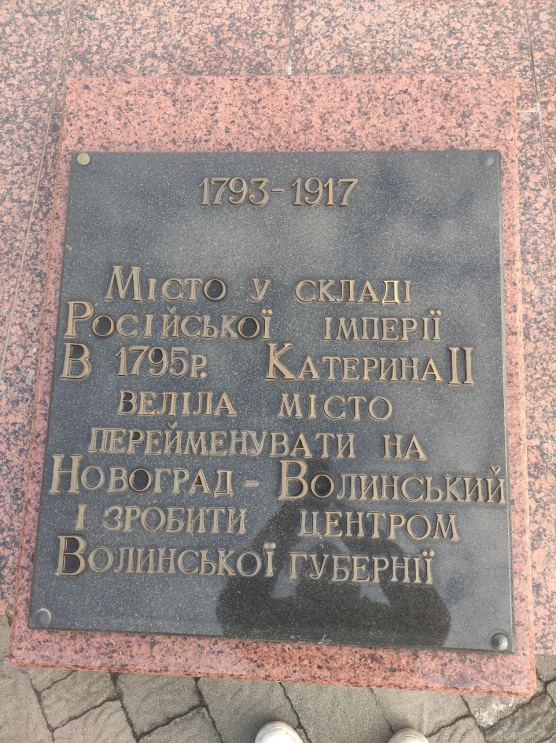 1793-1917
Місто у складі
Російської імперії
В 1795р. Катерина II
веліла місто
перейменувати на
Новоград - Волинський
і зробити центром
Волинської губернії